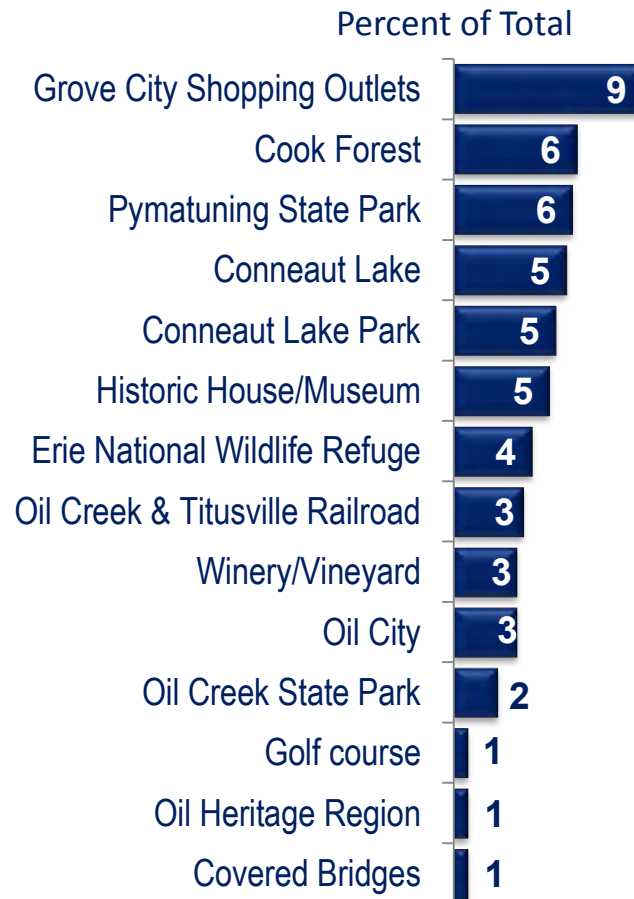 Percent of Total
Grove City Shopping Outlets 9
Cook Forest 6
Pymatuning State Park 6
Conneaut Lake 5
Conneaut Lake Park 5
Historic House/Museum 5
Erie National Wildlife Refuge 4
Oil Creek & Titusville Railroad 3
Winery/Vineyard 3
Oil City 3
Oil Creek State Park 2
Golf course 1
Oil Heritage Region 1
Covered Bridges 1